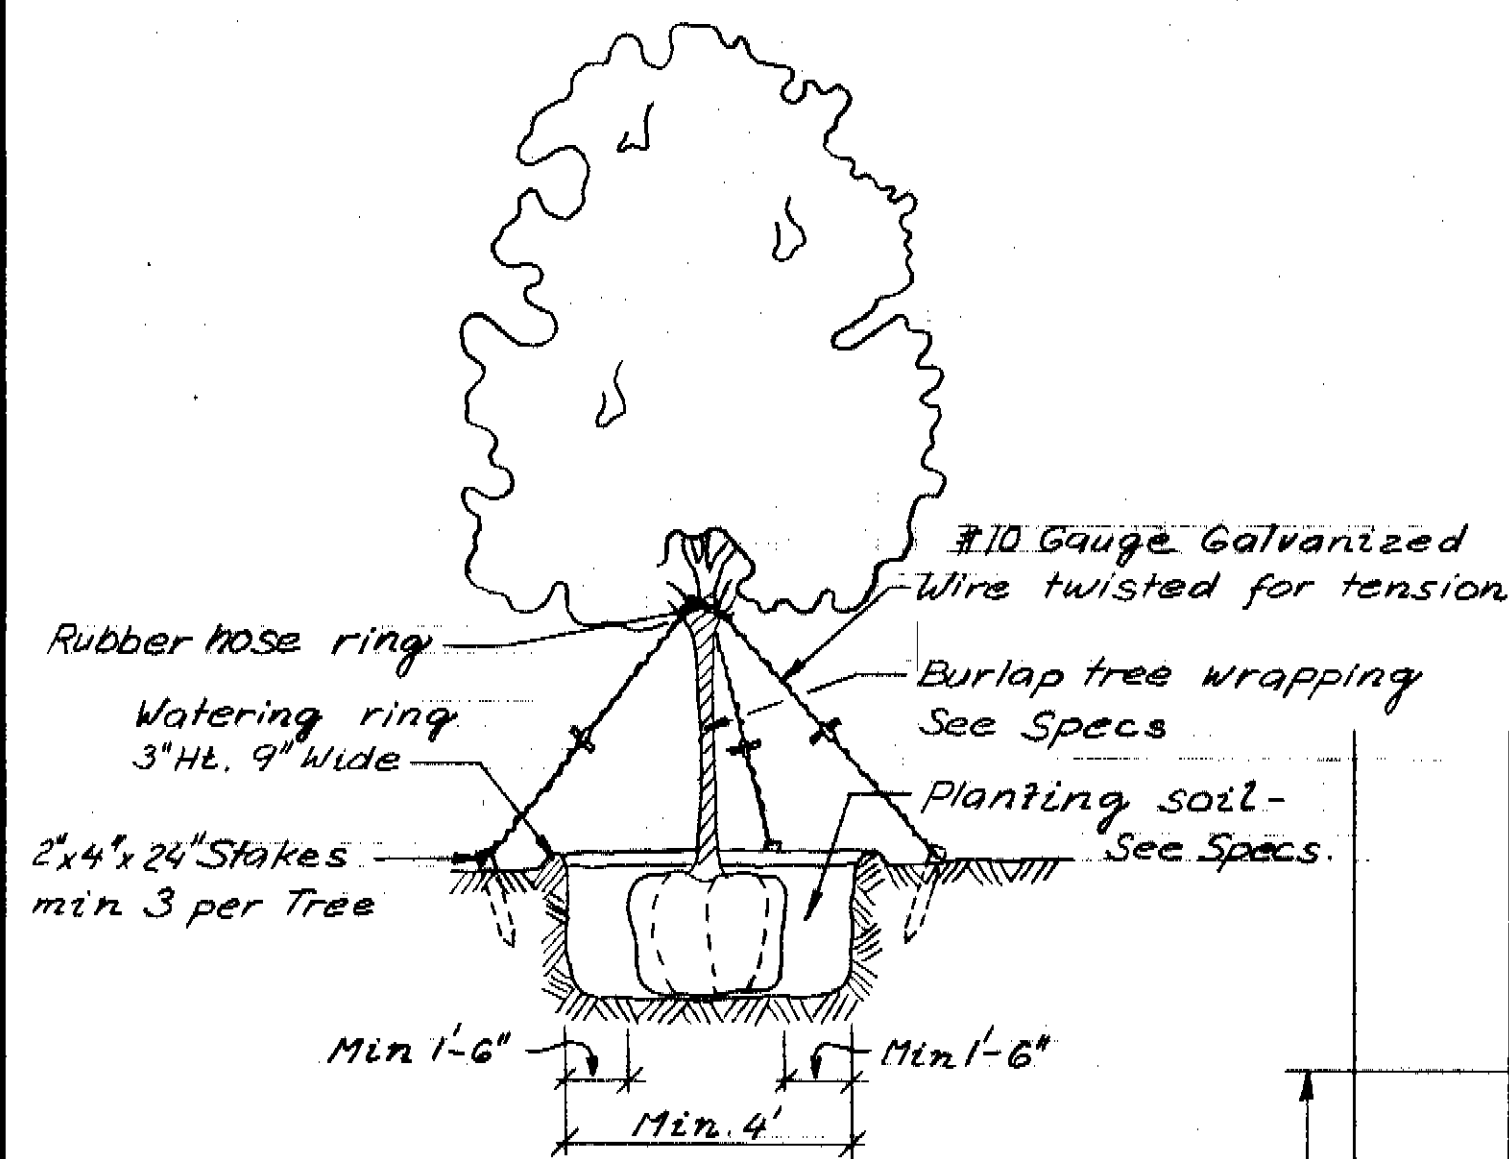 #10 Gauge Galvanized
Wire twisted for tension
Rubber hose ring
Burlap tree wrapping
See Specs
Watering ring
3"Ht. 9" Wide
Planting soil-
See Specs.
2"x4"x24" Stakes
min 3 per Tree
Min 1'-6"
Min 1'-6"
Min. 4'